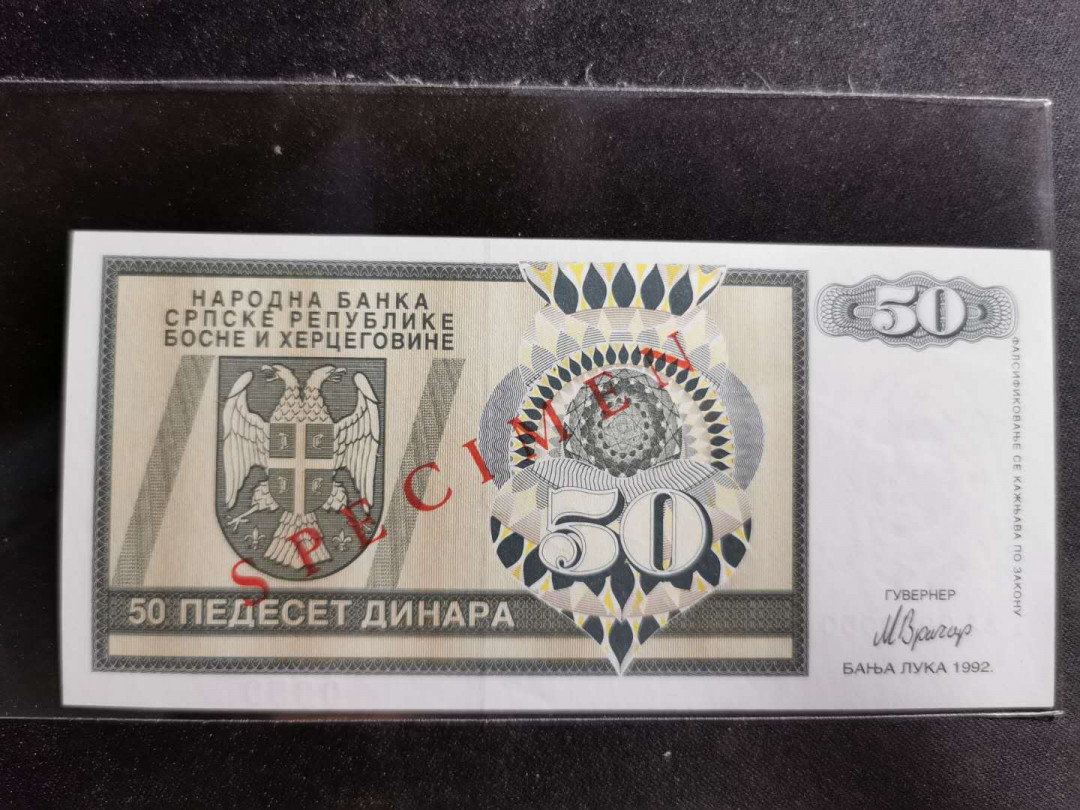 НАРОДНА БАНКА
СРПСКЕ РЕПУБЛИКЕ
БОСНЕ И ХЕРЦЕГОВИНЕ
50
SPECIMEN
50
50 ПЕДЕСЕТ ДИНАРА
ФАЛСИФИКОВАЊЕ СЕ КАЖЊАВА ПО ЗАКОНУ
ГУВЕРНЕР
М Врачар
БАЊА ЛУКА 1992.